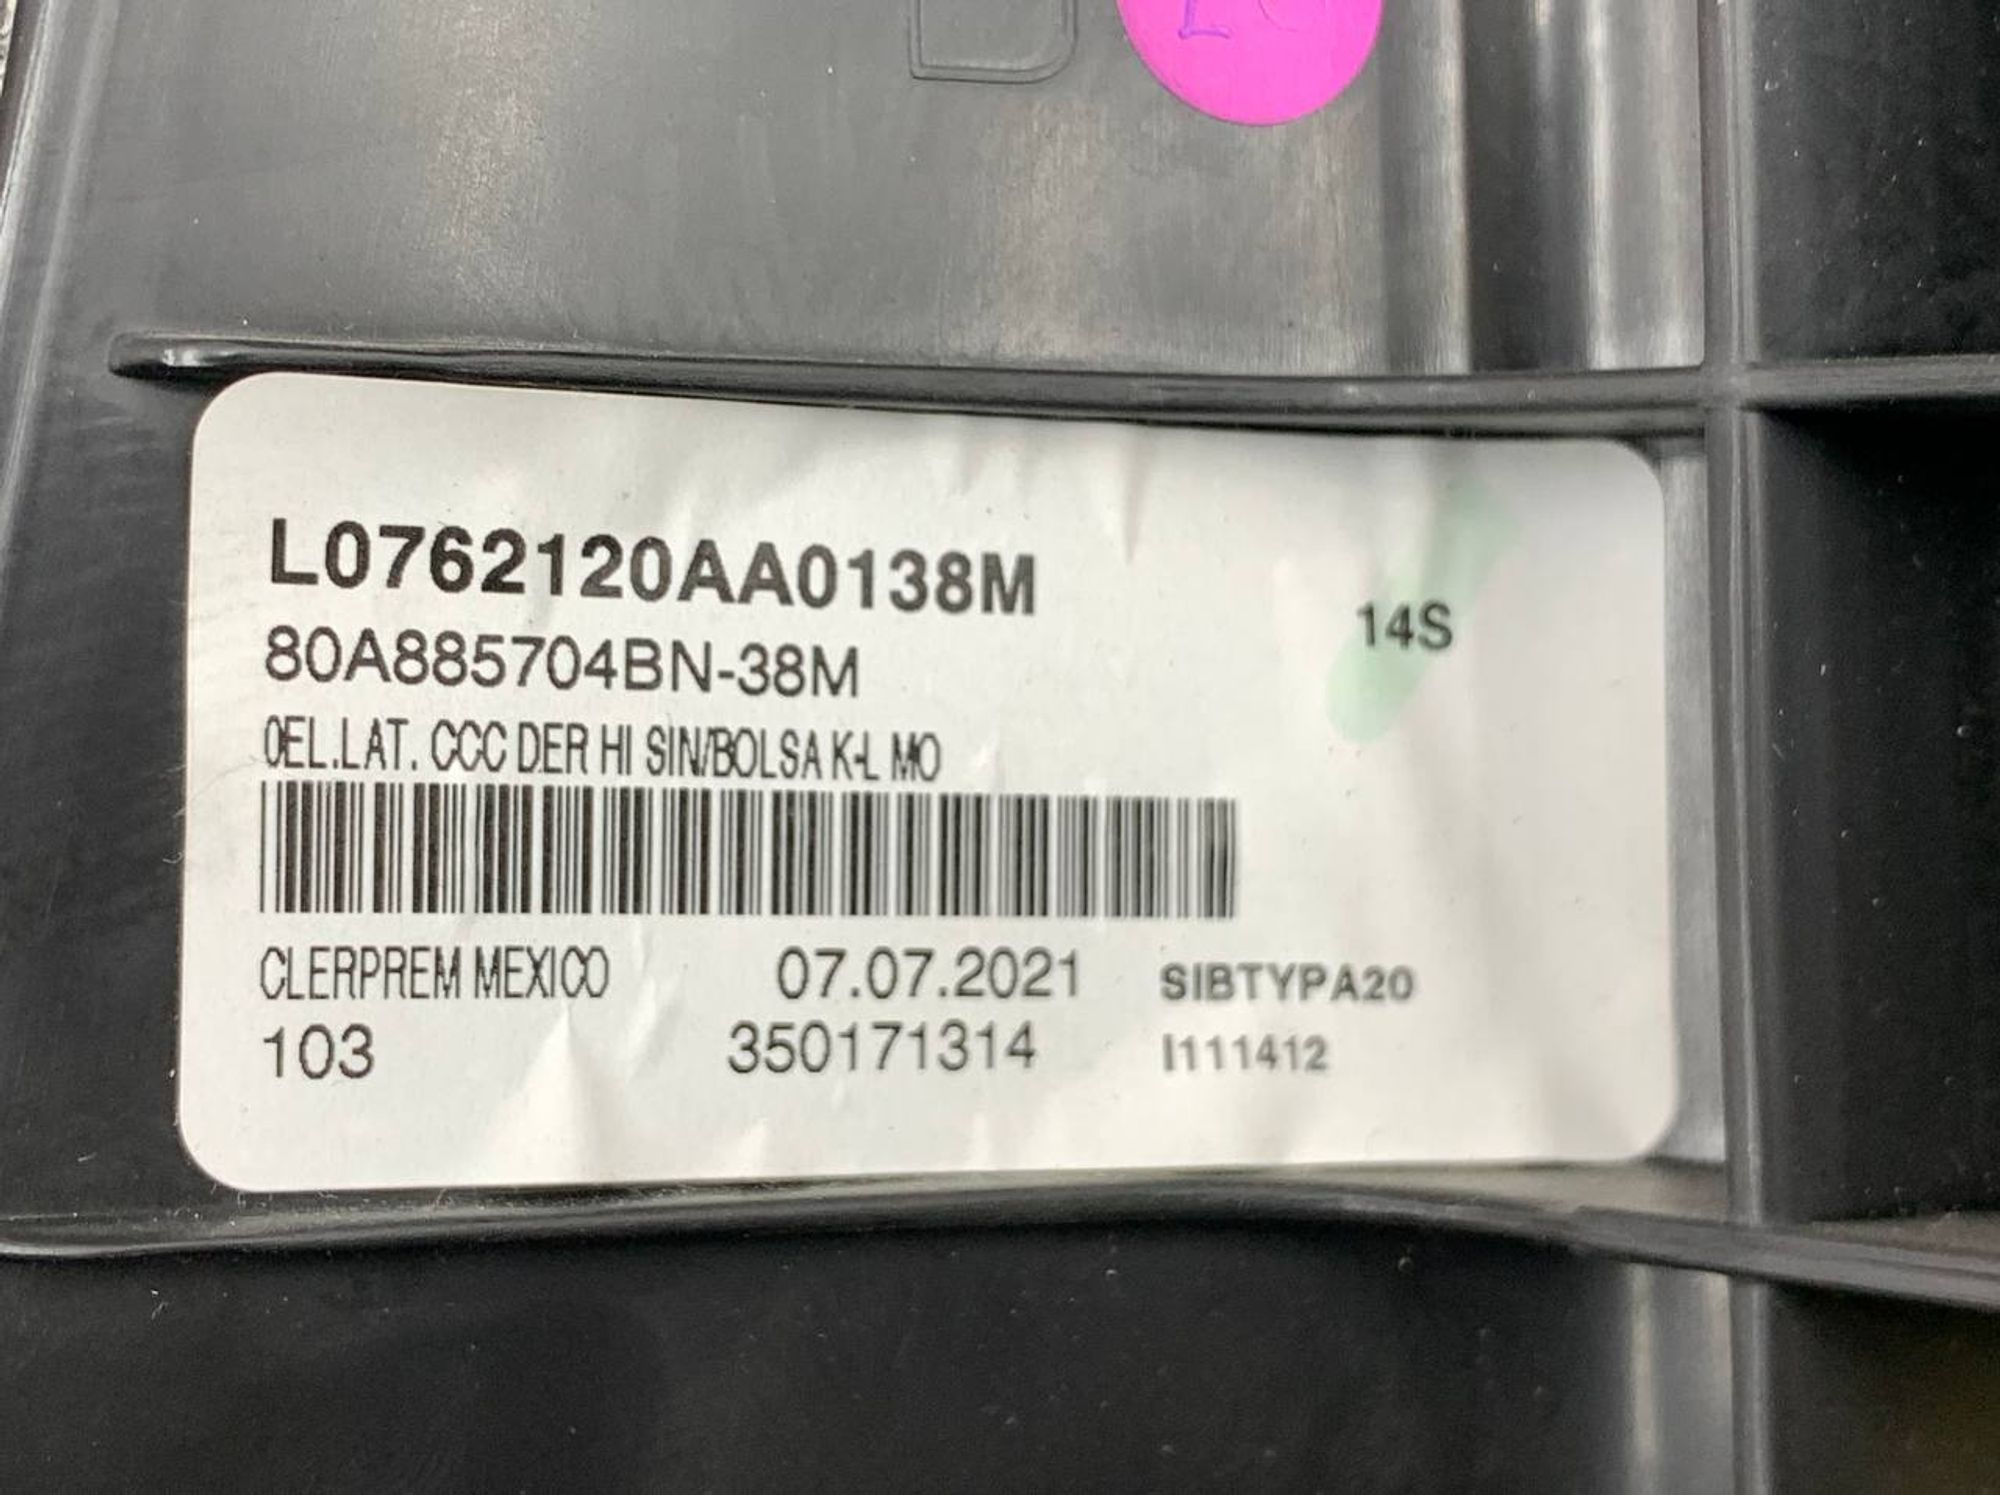 L0762120AA0138M
14S
80A885704BN-38M
0EL.LAT. CCC DER HI SIN/BOLSA K-L MO
CLERPREM MEXICO 07.07.2021 SIBTYPA20
103 350171314 I111412